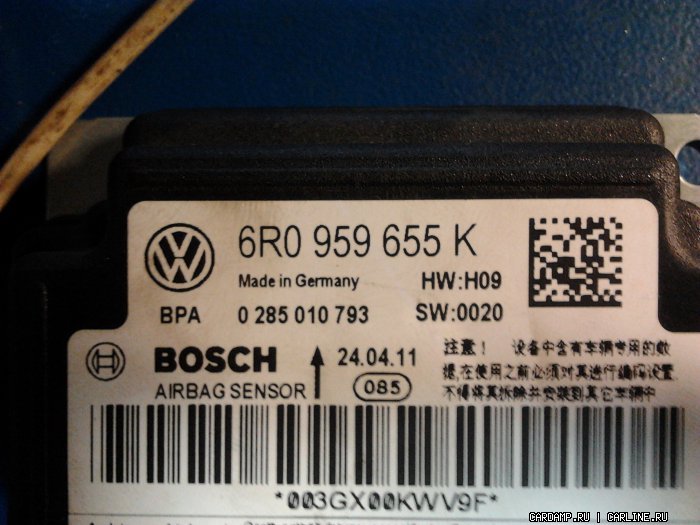 6R0 959 655 K
Made in Germany HW:H09
BPA 0 285 010 793 SW:0020
BOSCH 24.04.11
AIRBAG SENSOR 085
注意! 设备中含有车辆专用的数
据,在使用之前必须对其进行编码设置.
不得将其拆除并安装到其它车辆中
*003GX00KWV9F*
CARDAMP.RU | CARLINE.RU